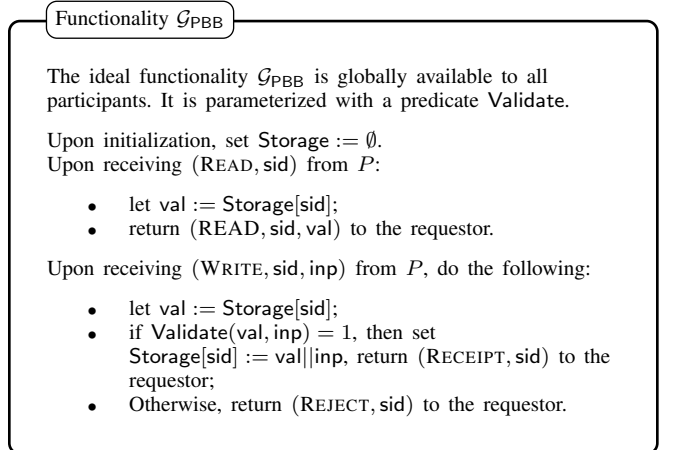 Functionality 𝒢PBB
The ideal functionality 𝒢PBB is globally available to all
participants. It is parameterized with a predicate Validate.
Upon initialization, set Storage := ∅.
Upon receiving (READ, sid) from P:
• let val := Storage[sid];
• return (READ, sid, val) to the requestor.
Upon receiving (WRITE, sid, inp) from P, do the following:
• let val := Storage[sid];
• if Validate(val, inp) = 1, then set
Storage[sid] := val||inp, return (RECEIPT, sid) to the
requestor;
• Otherwise, return (REJECT, sid) to the requestor.